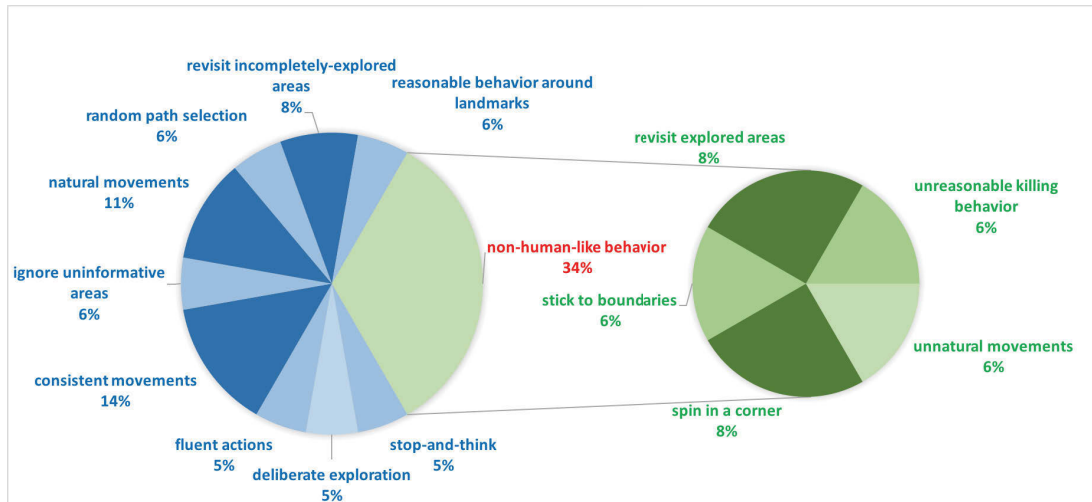 revisit incompletely-explored
areas
8%
reasonable behavior around
landmarks
6%
random path selection
6%
natural movements
11%
ignore uninformative
areas
6%
consistent movements
14%
fluent actions
5%
deliberate exploration
5%
stop-and-think
5%
non-human-like behavior
34%
revisit explored areas
8%
unreasonable killing
behavior
6%
stick to boundaries
6%
unnatural movements
6%
spin in a corner
8%